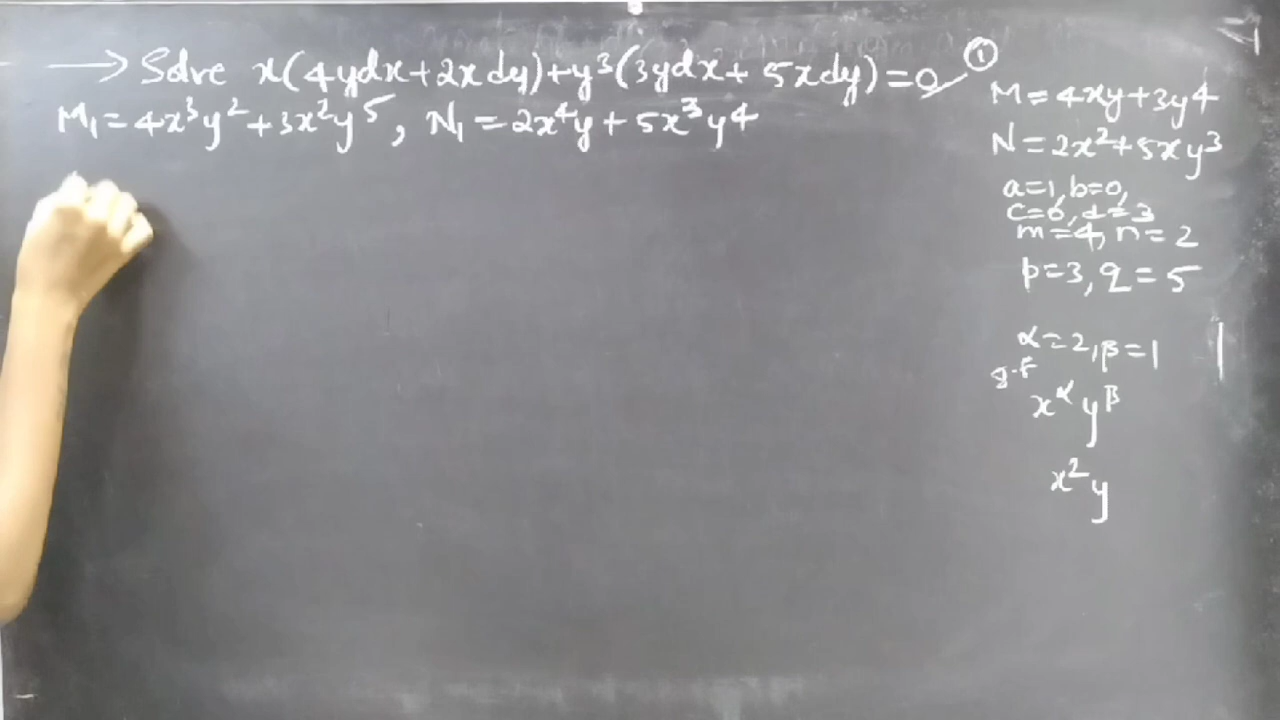 → Solve x(4ydx+2xdy)+y³(3ydx+5xdy)=0 ①
M₁=4x³y²+3x²y⁵, N₁=2x⁴y+5x³y⁴
M=4xy+3y⁴
N=2x²+5xy³
a=1, b=0,
c=0, d=3
m=4, n=2
p=3, q=5
α=2, β=1
I.F
x^α y^β
x²y